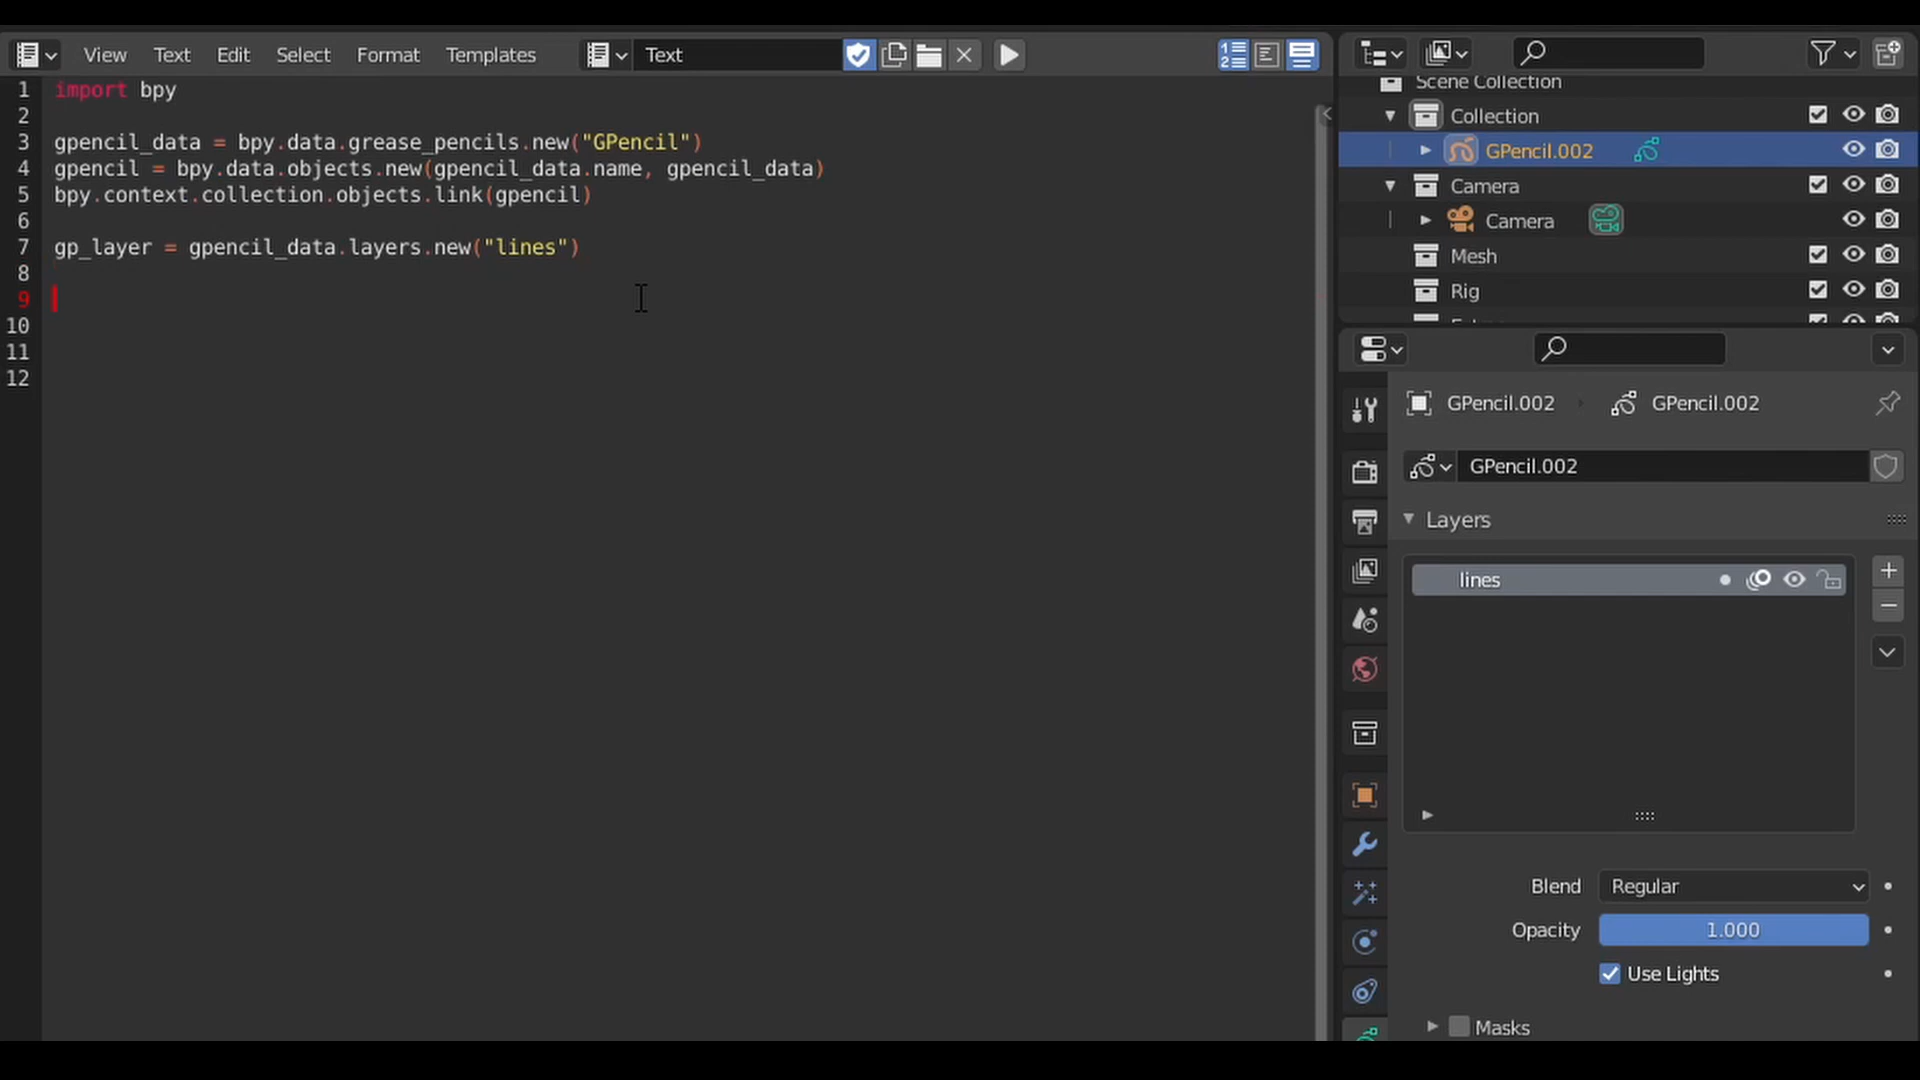 View Text Edit Select Format Templates Text
1 import bpy
2
3 gpencil_data = bpy.data.grease_pencils.new("GPencil")
4 gpencil = bpy.data.objects.new(gpencil_data.name, gpencil_data)
5 bpy.context.collection.objects.link(gpencil)
6
7 gp_layer = gpencil_data.layers.new("lines")
8
9
10
11
12
Scene Collection
Collection
GPencil.002
Camera
Camera
Mesh
Rig
GPencil.002 GPencil.002
GPencil.002
Layers
lines
Blend Regular
Opacity 1.000
Use Lights
Masks